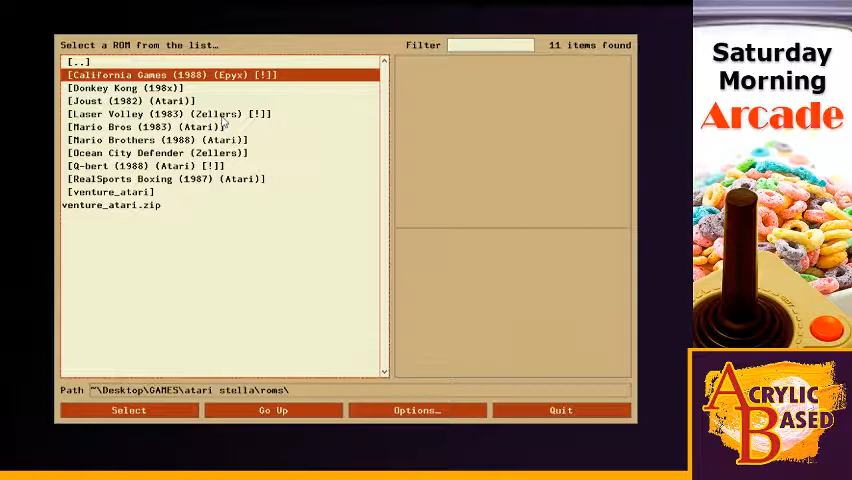 Select a ROM from the list…
Filter
11 items found
[..]
[California Games (1988) (Epyx) [!]]
[Donkey Kong (198x)]
[Joust (1982) (Atari)]
[Laser Volley (1983) (Zellers) [!]]
[Mario Bros (1983) (Atari)]
[Mario Brothers (1988) (Atari)]
[Ocean City Defender (Zellers)]
[Q-bert (1988) (Atari) [!]]
[RealSports Boxing (1987) (Atari)]
[venture_atari]
venture_atari.zip
Path ~\Desktop\GAMES\atari stella\roms\
Select
Go Up
Options…
Quit
Saturday
Morning
Arcade
ACRYLIC
BASED